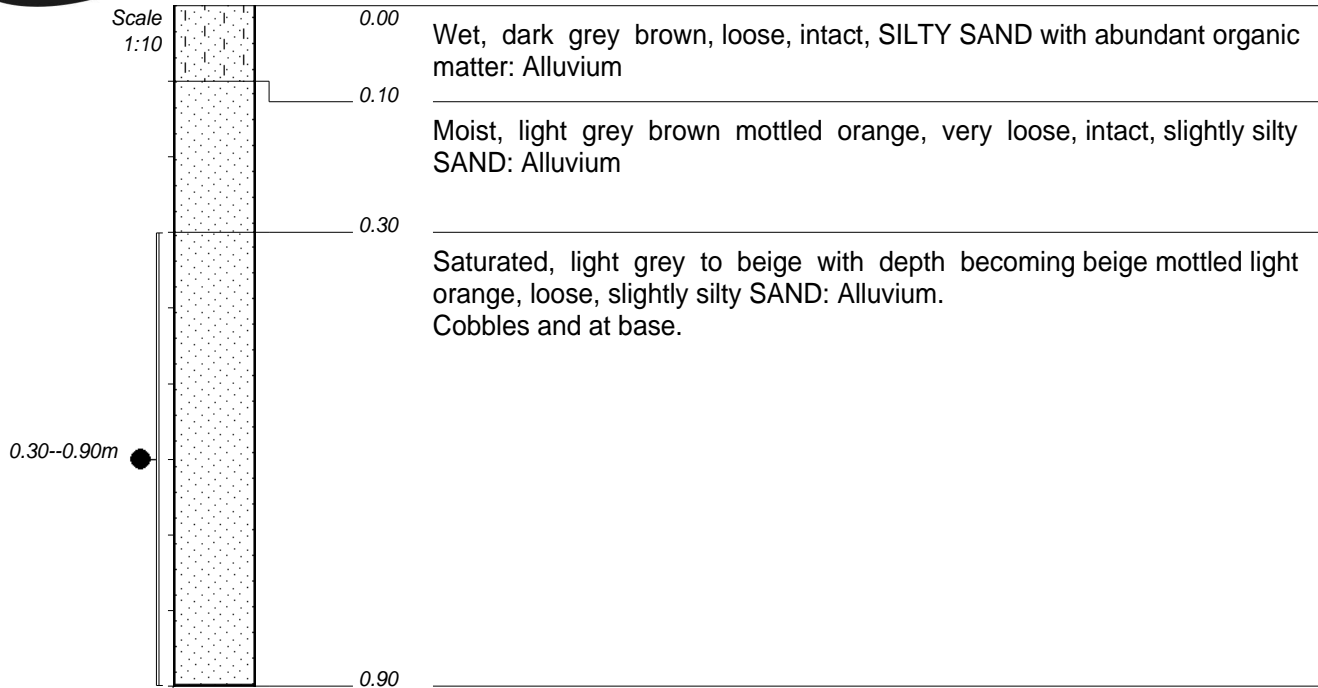 Scale
1:10
0.00
Wet, dark grey brown, loose, intact, SILTY SAND with abundant organic
matter: Alluvium
0.10
Moist, light grey brown mottled orange, very loose, intact, slightly silty
SAND: Alluvium
0.30
Saturated, light grey to beige with depth becoming beige mottled light
orange, loose, slightly silty SAND: Alluvium.
Cobbles and at base.
0.30--0.90m
0.90